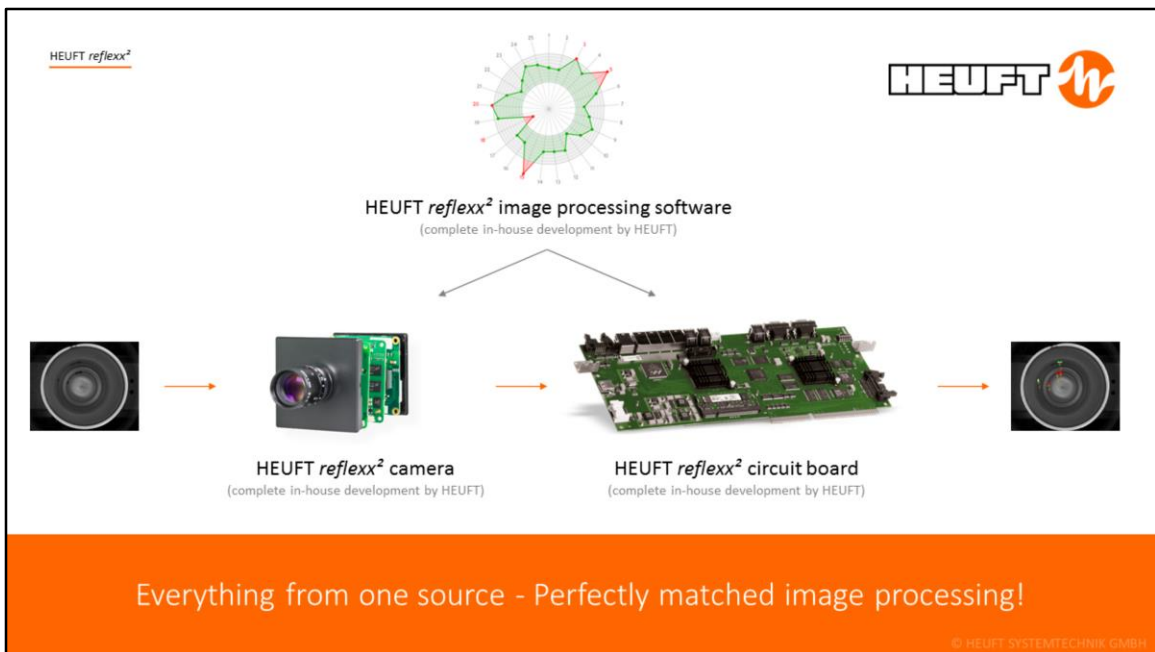 HEUFT reflexx²
HEUFT
HEUFT reflexx² image processing software
(complete in-house development by HEUFT)
HEUFT reflexx² camera
(complete in-house development by HEUFT)
HEUFT reflexx² circuit board
(complete in-house development by HEUFT)
Everything from one source - Perfectly matched image processing!
© HEUFT SYSTEMTECHNIK GMBH